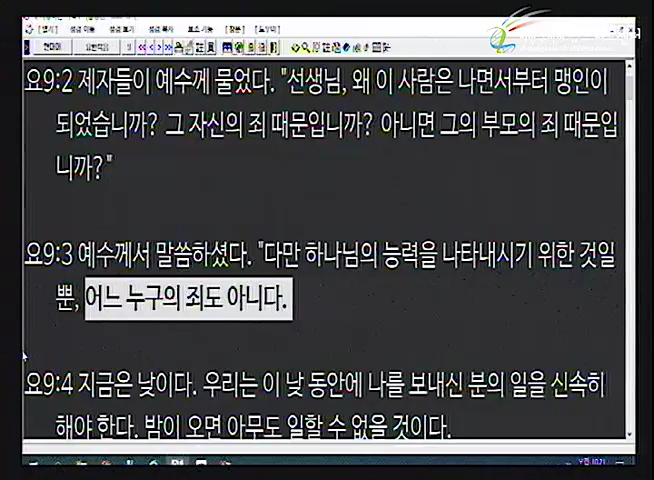 요9:2 제자들이 예수께 물었다. "선생님, 왜 이 사람은 나면서부터 맹인이
되었습니까? 그 자신의 죄 때문입니까? 아니면 그의 부모의 죄 때문입
니까?"
요9:3 예수께서 말씀하셨다. "다만 하나님의 능력을 나타내시기 위한 것일
뿐, 어느 누구의 죄도 아니다.
요9:4 지금은 낮이다. 우리는 이 낮 동안에 나를 보내신 분의 일을 신속히
해야 한다. 밤이 오면 아무도 일할 수 없을 것이다.